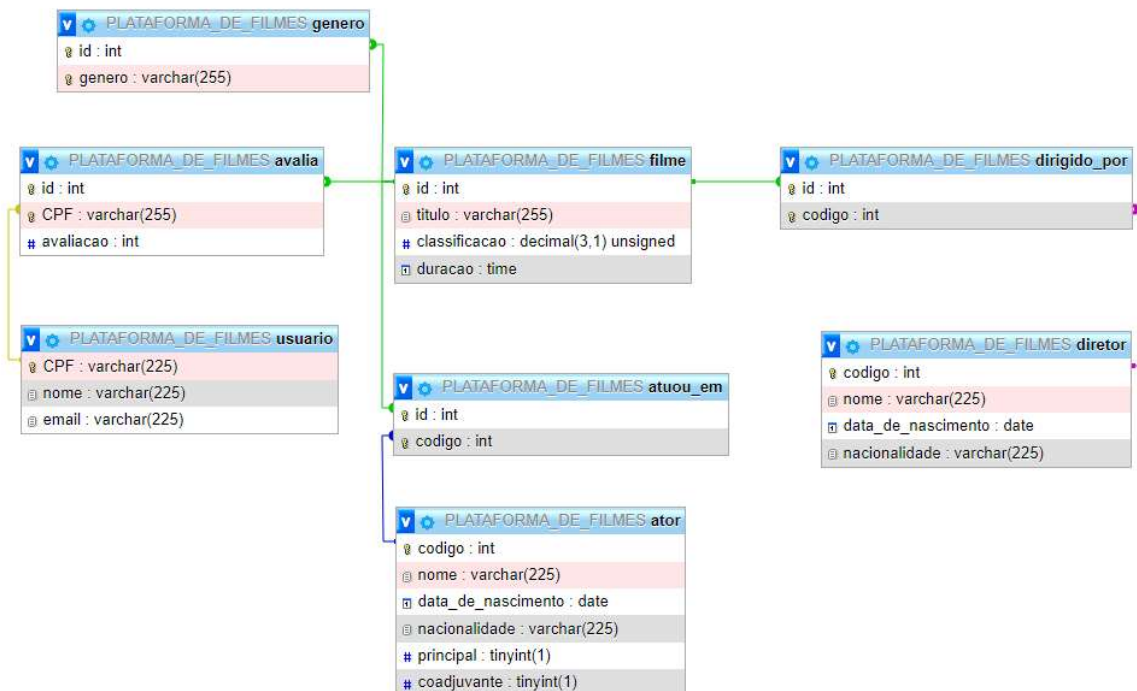 PLATAFORMA_DE_FILMES genero
id : int
genero : varchar(255)
PLATAFORMA_DE_FILMES avalia
id : int
CPF : varchar(255)
# avaliacao : int
PLATAFORMA_DE_FILMES filme
id : int
titulo : varchar(255)
# classificacao : decimal(3,1) unsigned
duracao : time
PLATAFORMA_DE_FILMES dirigido_por
id : int
codigo : int
PLATAFORMA_DE_FILMES usuario
CPF : varchar(225)
nome : varchar(225)
email : varchar(225)
PLATAFORMA_DE_FILMES atuou_em
id : int
codigo : int
PLATAFORMA_DE_FILMES diretor
codigo : int
nome : varchar(225)
data_de_nascimento : date
nacionalidade : varchar(225)
PLATAFORMA_DE_FILMES ator
codigo : int
nome : varchar(225)
data_de_nascimento : date
nacionalidade : varchar(225)
# principal : tinyint(1)
# coadjuvante : tinyint(1)